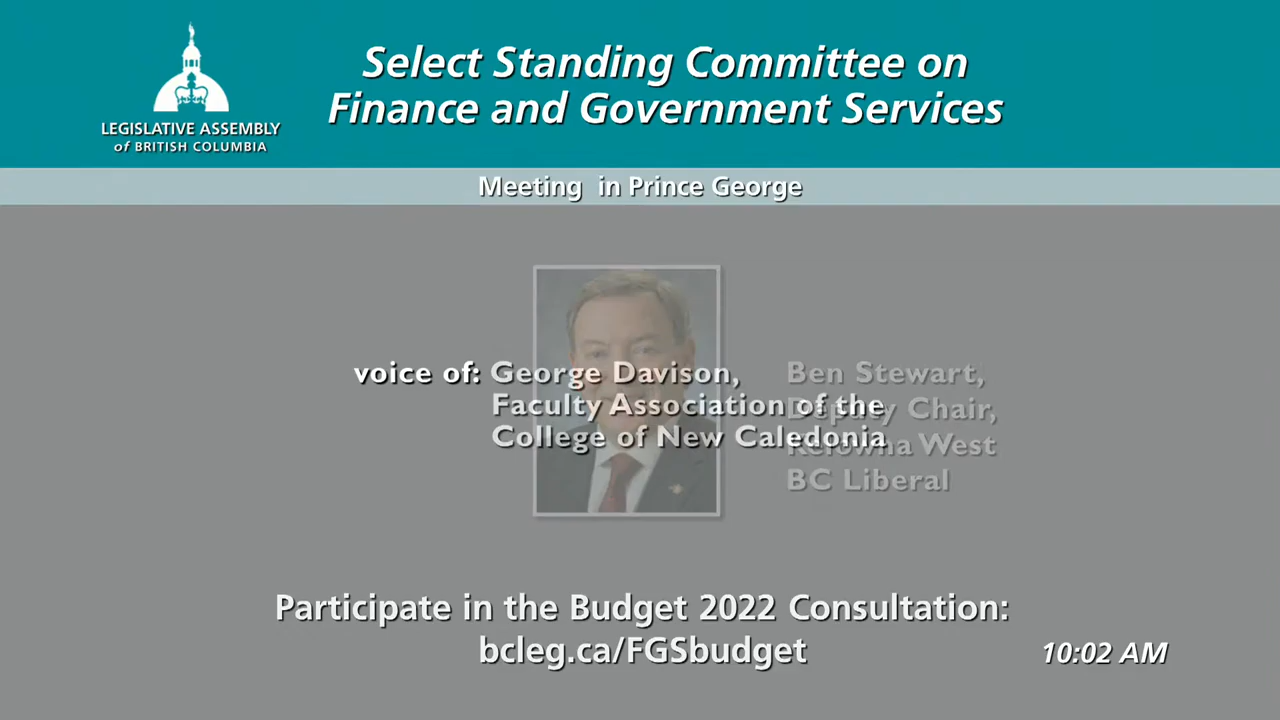 Select Standing Committee on
Finance and Government Services
LEGISLATIVE ASSEMBLY
of BRITISH COLUMBIA
Meeting in Prince George
voice of: George Davison,
Faculty Association of the
College of New Caledonia
Ben Stewart,
Deputy Chair,
Kelowna West
BC Liberal
Participate in the Budget 2022 Consultation:
bcleg.ca/FGSbudget
10:02 AM